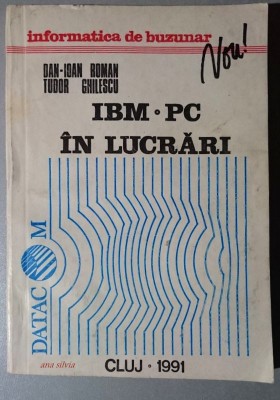 informatica de buzunar
Nou!
DAN-IOAN ROMAN
TUDOR GHILESCU
IBM • PC
ÎN LUCRĂRI
DATACOM
ana silvia
CLUJ • 1991